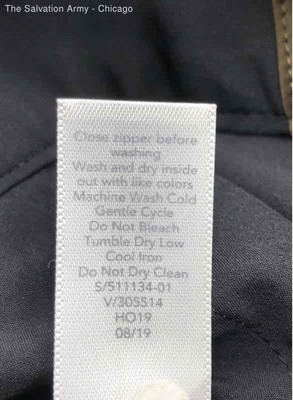 The Salvation Army - Chicago
Close zipper before
washing
Wash and dry inside
out with like colors
Machine Wash Cold
Gentle Cycle
Do Not Bleach
Tumble Dry Low
Cool Iron
Do Not Dry Clean
S/511134-01
V/305514
HO19
08/19